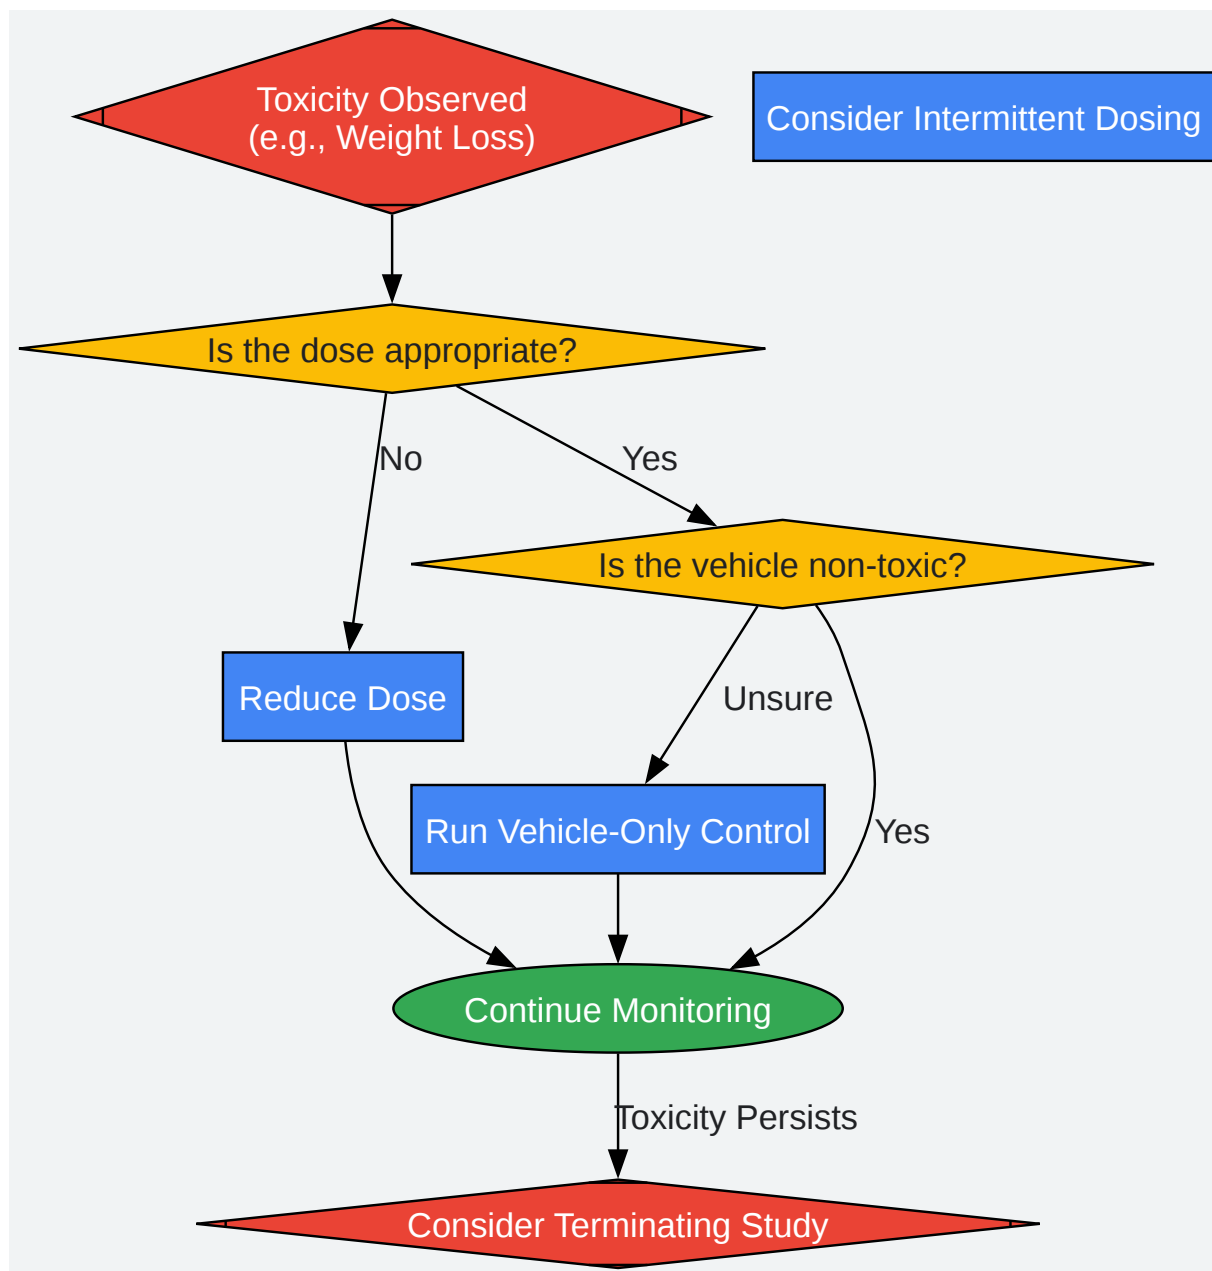 Toxicity Observed
(e.g., Weight Loss)
Consider Intermittent Dosing
Is the dose appropriate?
No
Yes
Is the vehicle non-toxic?
Reduce Dose
Unsure
Run Vehicle-Only Control
Yes
Continue Monitoring
Toxicity Persists
Consider Terminating Study